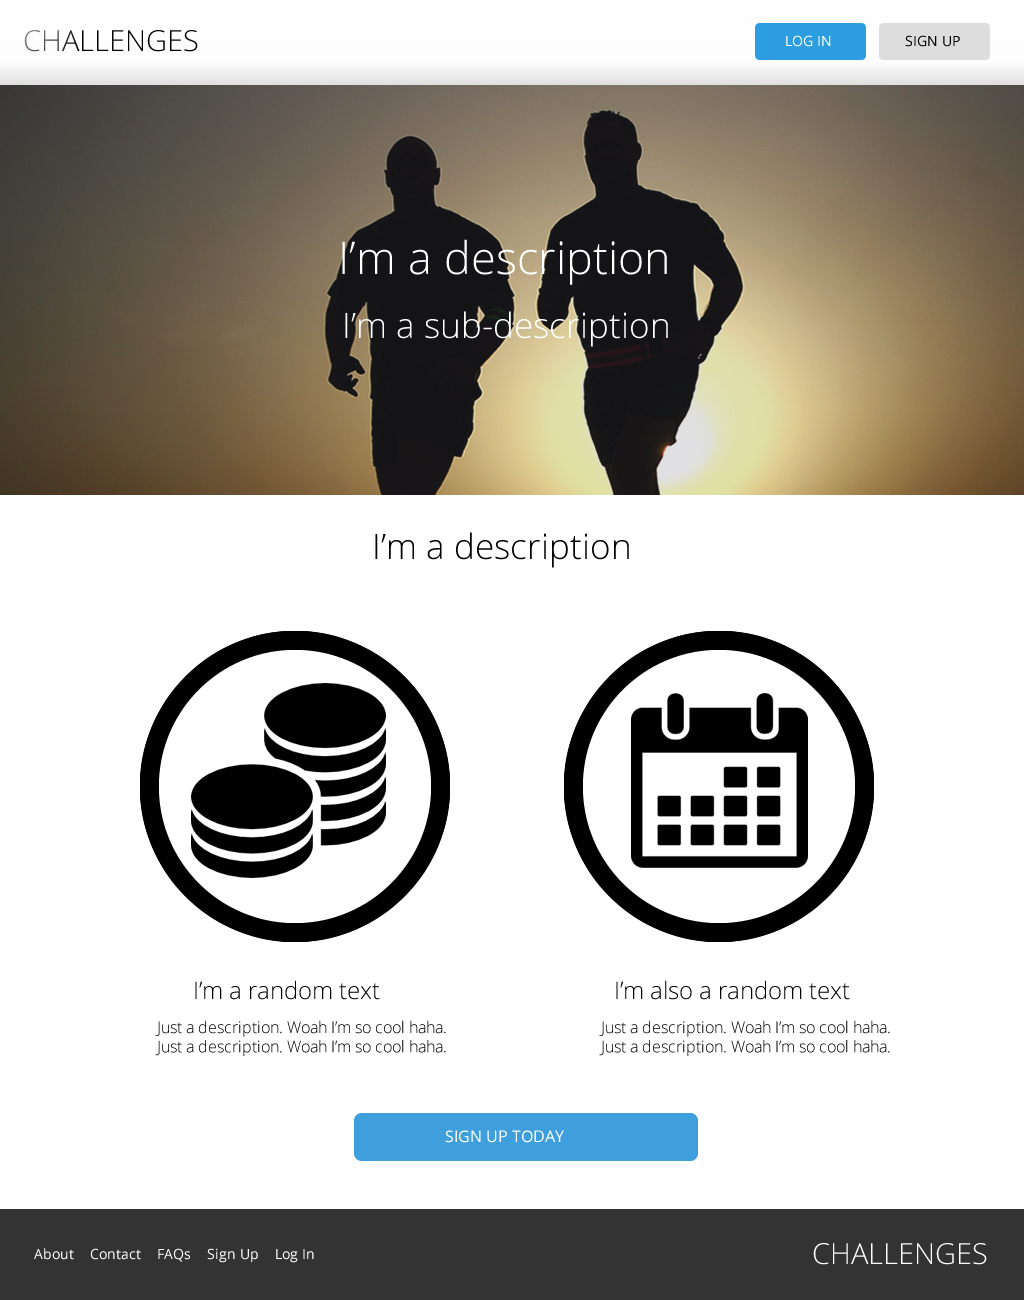 CHALLENGES
LOG IN
SIGN UP
I’m a description
I’m a sub-description
I’m a description
I’m a random text
Just a description. Woah I’m so cool haha.
Just a description. Woah I’m so cool haha.
I’m also a random text
Just a description. Woah I’m so cool haha.
Just a description. Woah I’m so cool haha.
SIGN UP TODAY
About Contact FAQs Sign Up Log In
CHALLENGES